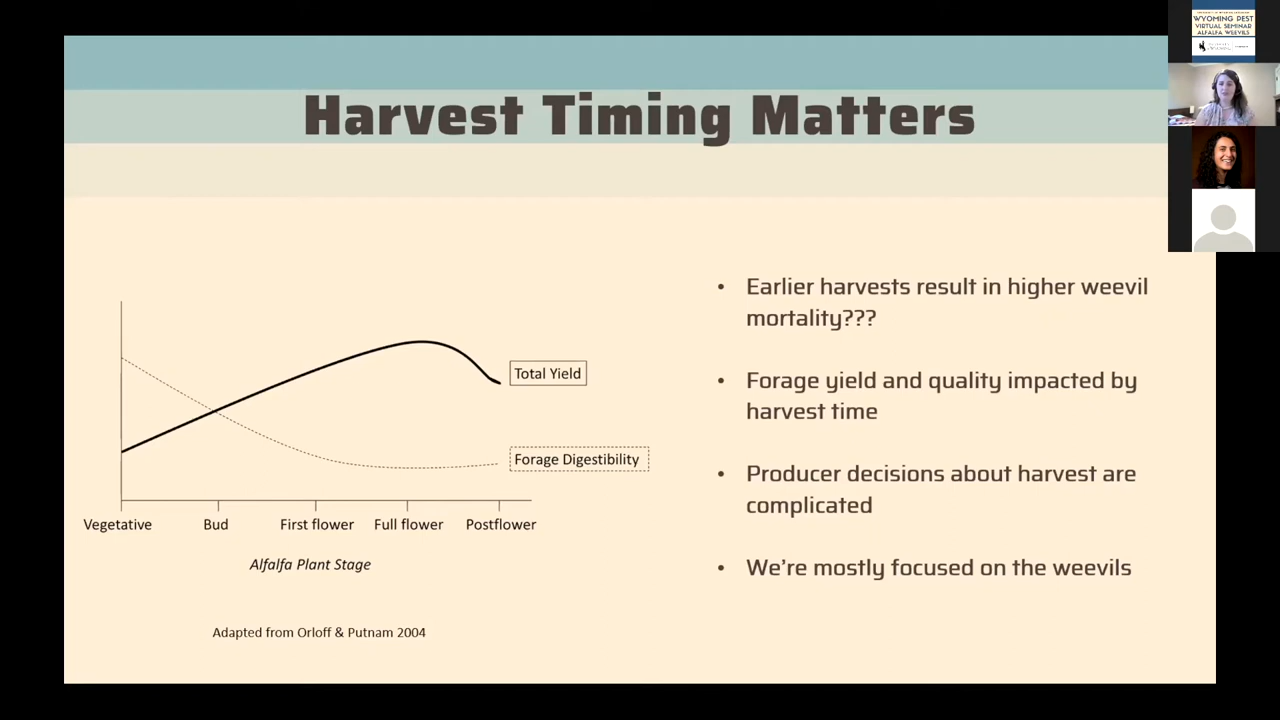 Harvest Timing Matters
WYOMING PEST
VIRTUAL SEMINAR
ALFALFA WEEVILS
Total Yield
Forage Digestibility
Vegetative
Bud
First flower
Full flower
Postflower
Alfalfa Plant Stage
Adapted from Orloff & Putnam 2004
• Earlier harvests result in higher weevil
mortality???
• Forage yield and quality impacted by
harvest time
• Producer decisions about harvest are
complicated
• We're mostly focused on the weevils